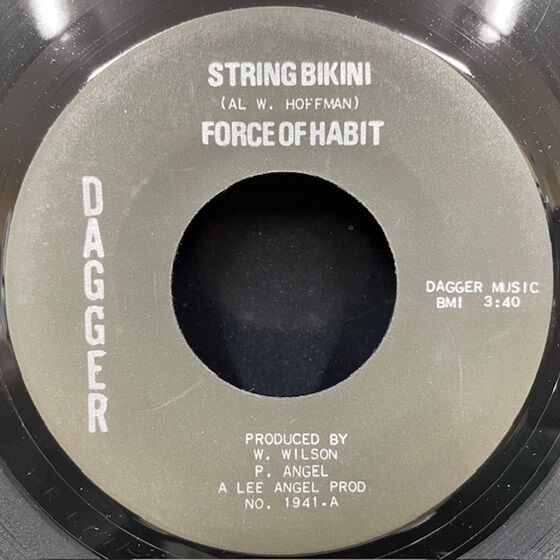 STRING BIKINI
(AL W. HOFFMAN)
FORCE OF HABIT
DAGGER
DAGGER MUSIC
BMI 3:40
PRODUCED BY
W. WILSON
P. ANGEL
A LEE ANGEL PROD
NO. 1941-A